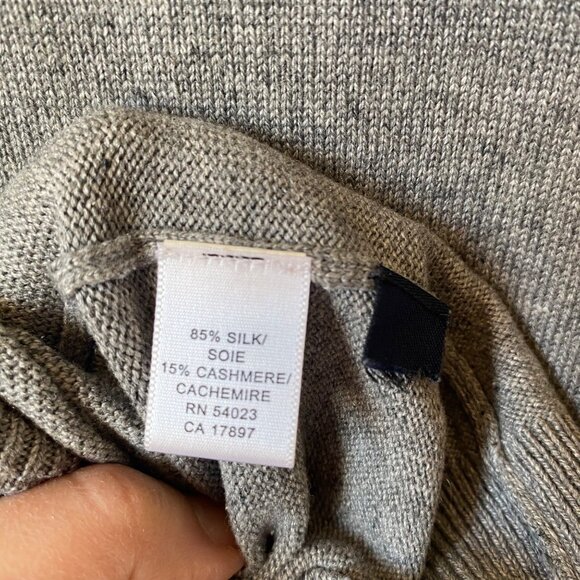 85% SILK/
SOIE
15% CASHMERE/
CACHEMIRE
RN 54023
CA 17897